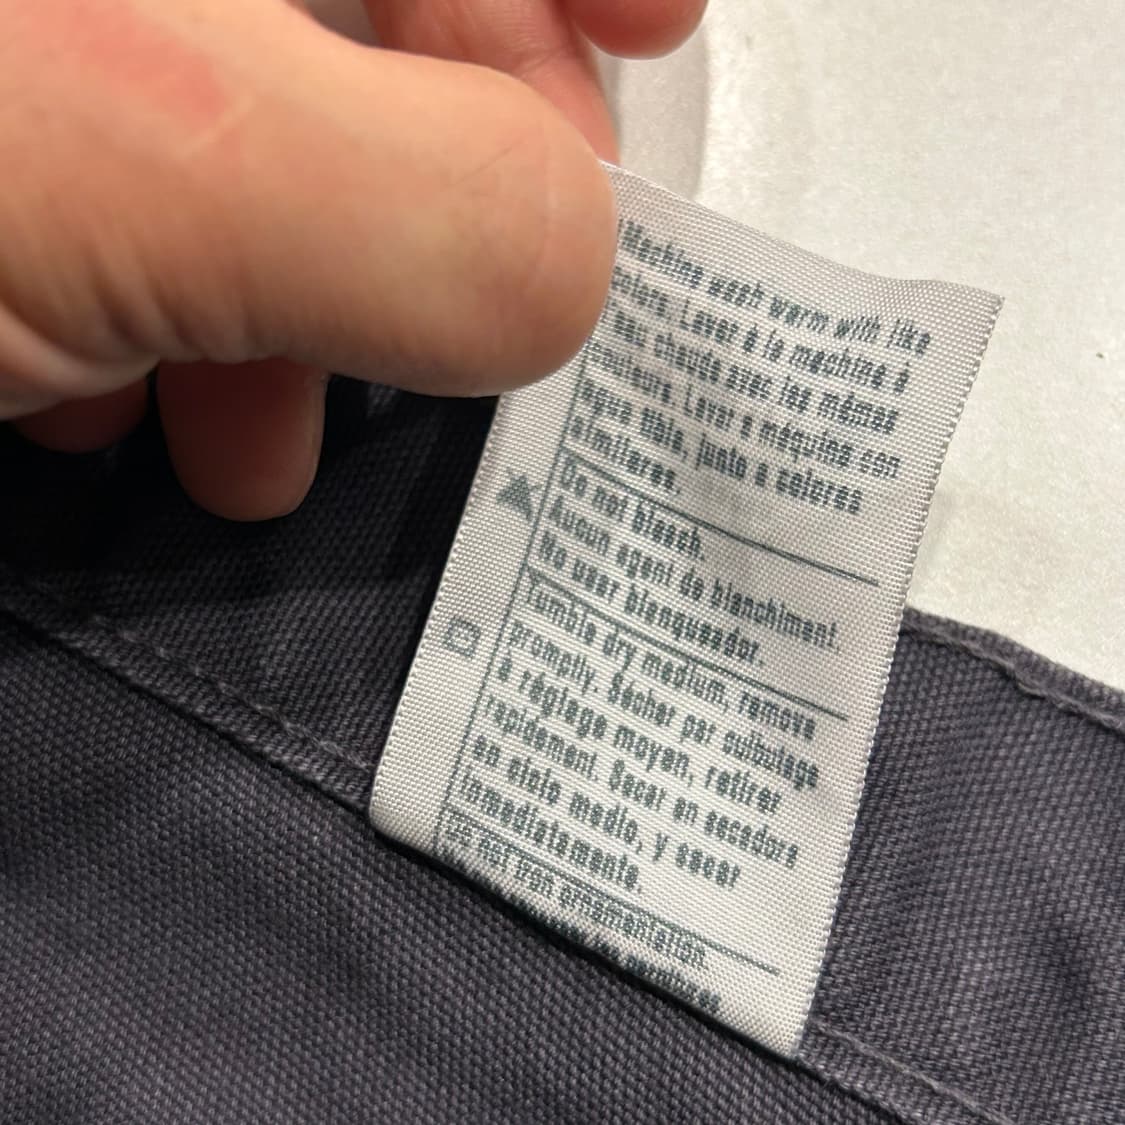 Machine wash warm with like
colors. Laver à la machine à
eau chaude avec les mêmes
couleurs. Lavar a máquina con
agua tibia, junto a colores
similares.
Do not bleach.
Aucun agent de blanchiment.
No usar blanqueador.
Tumble dry medium, remove
promptly. Sécher par culbutage
à réglage moyen, retirer
rapidement. Secar en secadora
en ciclo medio, y sacar
inmediatamente.
Do not iron ornamentation.